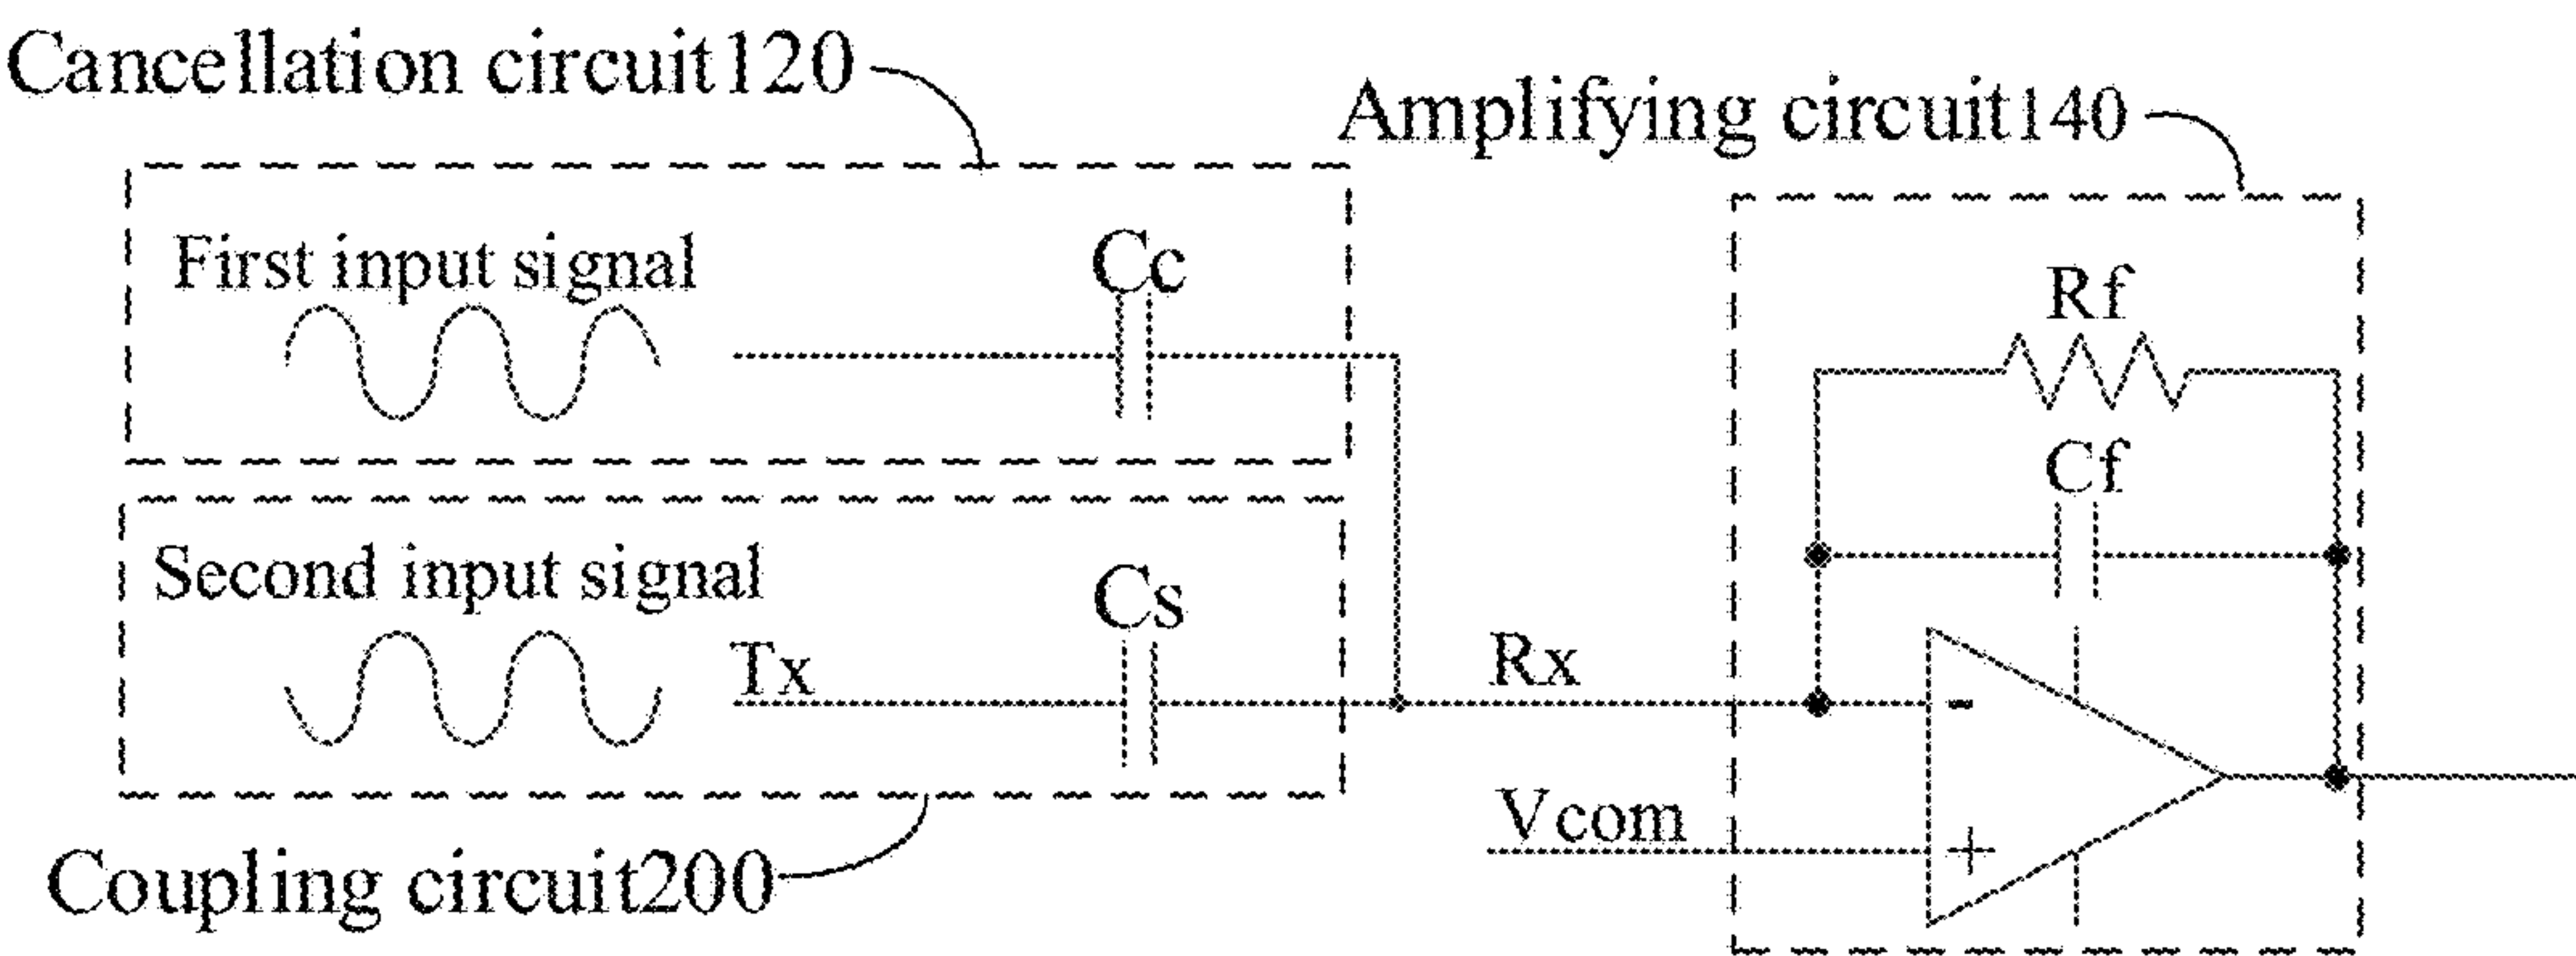 Cancellation circuit120
Amplifying circuit140
First input signal
Cc
Rf
Cf
Second input signal
Cs
Tx
Rx
-
Vcom
+
Coupling circuit200